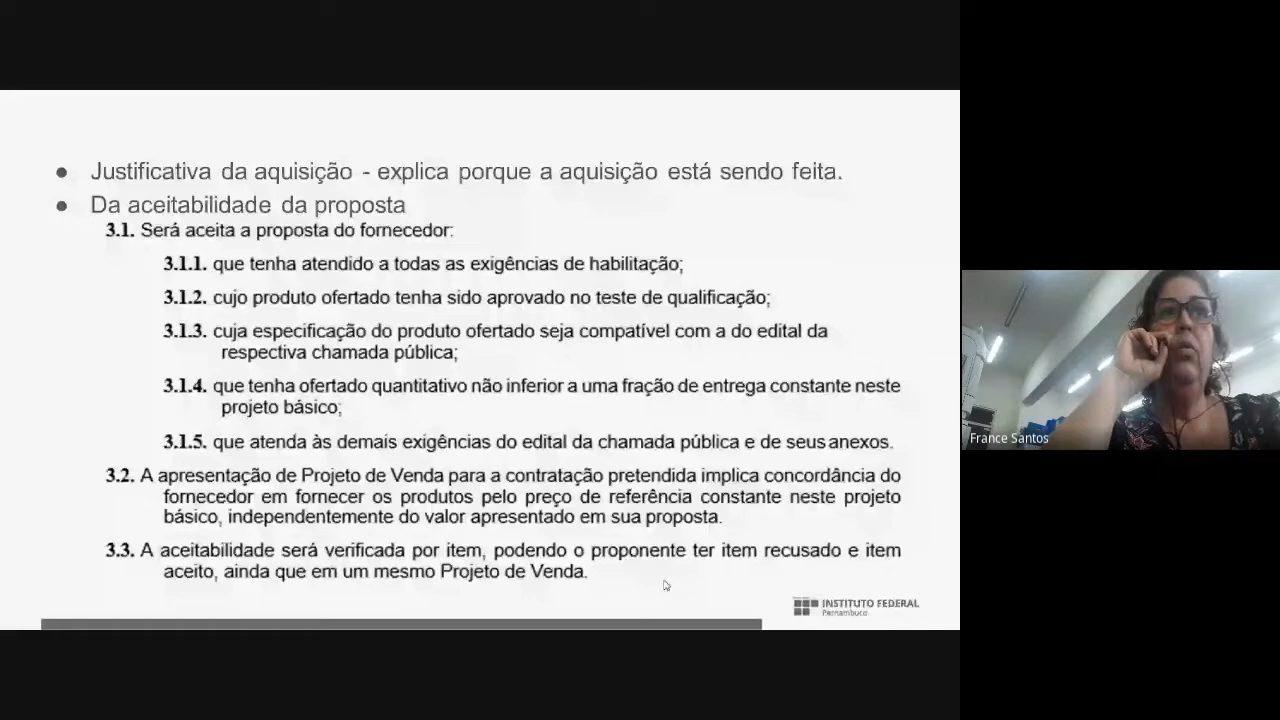 ● Justificativa da aquisição - explica porque a aquisição está sendo feita.
● Da aceitabilidade da proposta
3.1. Será aceita a proposta do fornecedor:
3.1.1. que tenha atendido a todas as exigências de habilitação;
3.1.2. cujo produto ofertado tenha sido aprovado no teste de qualificação;
3.1.3. cuja especificação do produto ofertado seja compatível com a do edital da
respectiva chamada pública;
3.1.4. que tenha ofertado quantitativo não inferior a uma fração de entrega constante neste
projeto básico;
3.1.5. que atenda às demais exigências do edital da chamada pública e de seus anexos.
3.2. A apresentação de Projeto de Venda para a contratação pretendida implica concordância do
fornecedor em fornecer os produtos pelo preço de referência constante neste projeto
básico, independentemente do valor apresentado em sua proposta.
3.3. A aceitabilidade será verificada por item, podendo o proponente ter item recusado e item
aceito, ainda que em um mesmo Projeto de Venda.
INSTITUTO FEDERAL
Pernambuco
France Santos